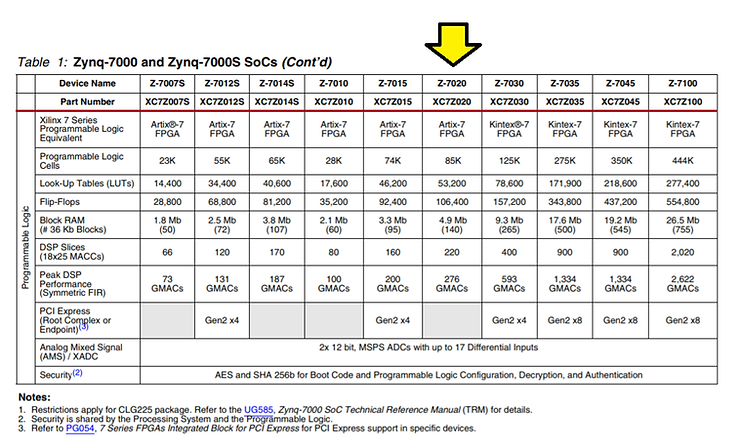 Table 1: Zynq-7000 and Zynq-7000S SoCs (Cont'd)
Device Name Z-7007S Z-7012S Z-7014S Z-7010 Z-7015 Z-7020 Z-7030 Z-7035 Z-7045 Z-7100
Part Number XC7Z007S XC7Z012S XC7Z014S XC7Z010 XC7Z015 XC7Z020 XC7Z030 XC7Z035 XC7Z045 XC7Z100
Programmable Logic
Xilinx 7 Series
Programmable Logic
Equivalent
Artix®-7 FPGA Artix-7 FPGA Artix-7 FPGA Artix-7 FPGA Artix-7 FPGA Artix-7 FPGA Kintex®-7 FPGA Kintex-7 FPGA Kintex-7 FPGA Kintex-7 FPGA
Programmable Logic
Cells
23K 55K 65K 28K 74K 85K 125K 275K 350K 444K
Look-Up Tables (LUTs) 14,400 34,400 40,600 17,600 46,200 53,200 78,600 171,900 218,600 277,400
Flip-Flops 28,800 68,800 81,200 35,200 92,400 106,400 157,200 343,800 437,200 554,800
Block RAM
(# 36 Kb Blocks)
1.8 Mb (50) 2.5 Mb (72) 3.8 Mb (107) 2.1 Mb (60) 3.3 Mb (95) 4.9 Mb (140) 9.3 Mb (265) 17.6 Mb (500) 19.2 Mb (545) 26.5 Mb (755)
DSP Slices
(18x25 MACCs)
66 120 170 80 160 220 400 900 900 2,020
Peak DSP
Performance
(Symmetric FIR)
73 GMACs 131 GMACs 187 GMACs 100 GMACs 200 GMACs 276 GMACs 593 GMACs 1,334 GMACs 1,334 GMACs 2,622 GMACs
PCI Express
(Root Complex or
Endpoint)(3)
Gen2 x4 Gen2 x4 Gen2 x4 Gen2 x8 Gen2 x8 Gen2 x8
Analog Mixed Signal
(AMS) / XADC
2x 12 bit, MSPS ADCs with up to 17 Differential Inputs
Security(2) AES and SHA 256b for Boot Code and Programmable Logic Configuration, Decryption, and Authentication
Notes:
1. Restrictions apply for CLG225 package. Refer to the UG585, Zynq-7000 SoC Technical Reference Manual (TRM) for details.
2. Security is shared by the Processing System and the Programmable Logic.
3. Refer to PG054, 7 Series FPGAs Integrated Block for PCI Express for PCI Express support in specific devices.